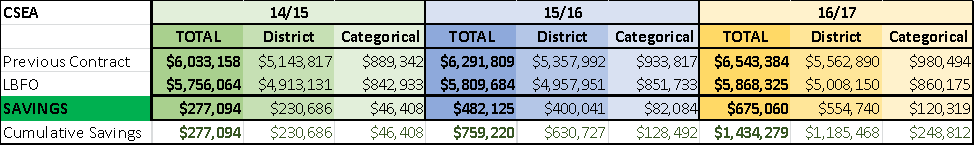 CSEA 14/15 15/16 16/17
TOTAL District Categorical TOTAL District Categorical TOTAL District Categorical
Previous Contract $6,033,158 $5,143,817 $889,342 $6,291,809 $5,357,992 $933,817 $6,543,384 $5,562,890 $980,494
LBFO $5,756,064 $4,913,131 $842,933 $5,809,684 $4,957,951 $851,733 $5,868,325 $5,008,150 $860,175
SAVINGS $277,094 $230,686 $46,408 $482,125 $400,041 $82,084 $675,060 $554,740 $120,319
Cumulative Savings $277,094 $230,686 $46,408 $759,220 $630,727 $128,492 $1,434,279 $1,185,468 $248,812